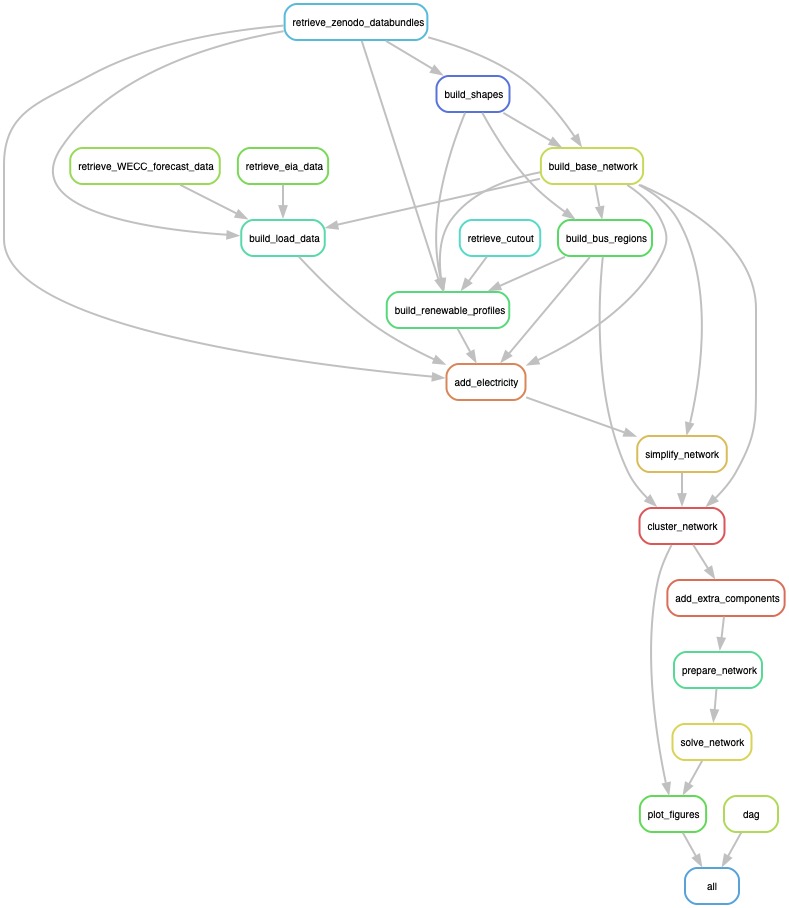 retrieve_zenodo_databundles
build_shapes
retrieve_WECC_forecast_data
retrieve_eia_data
build_base_network
build_load_data
retrieve_cutout
build_bus_regions
build_renewable_profiles
add_electricity
simplify_network
cluster_network
add_extra_components
prepare_network
solve_network
plot_figures
dag
all